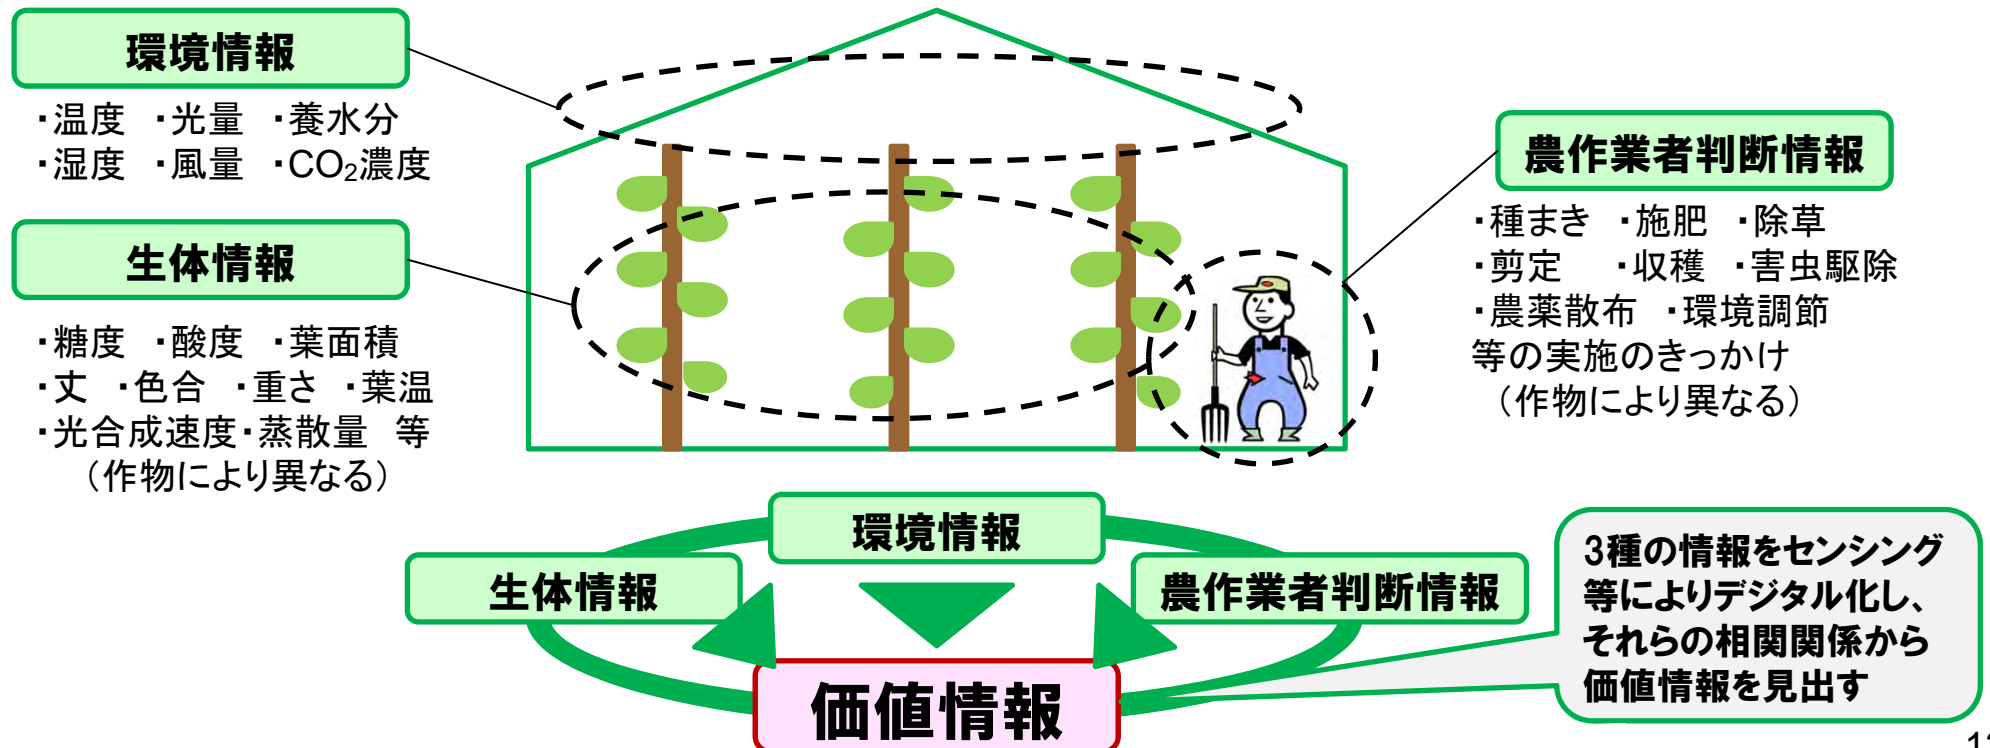 環境情報
・温度 ・光量 ・養水分
・湿度 ・風量 ・CO₂濃度
生体情報
・糖度 ・酸度 ・葉面積
・丈 ・色合 ・重さ ・葉温
・光合成速度・蒸散量 等
（作物により異なる）
農作業者判断情報
・種まき ・施肥 ・除草
・剪定 ・収穫 ・害虫駆除
・農薬散布 ・環境調節
等の実施のきっかけ
（作物により異なる）
環境情報
生体情報
農作業者判断情報
価値情報
3種の情報をセンシング
等によりデジタル化し、
それらの相関関係から
価値情報を見出す